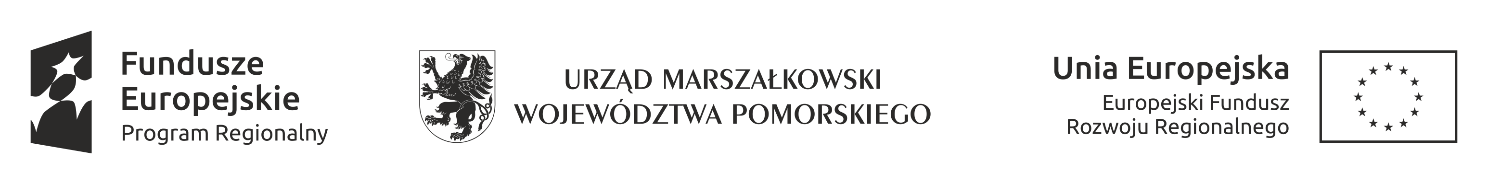 Fundusze
Europejskie
Program Regionalny
URZĄD MARSZAŁKOWSKI
WOJEWÓDZTWA POMORSKIEGO
Unia Europejska
Europejski Fundusz
Rozwoju Regionalnego